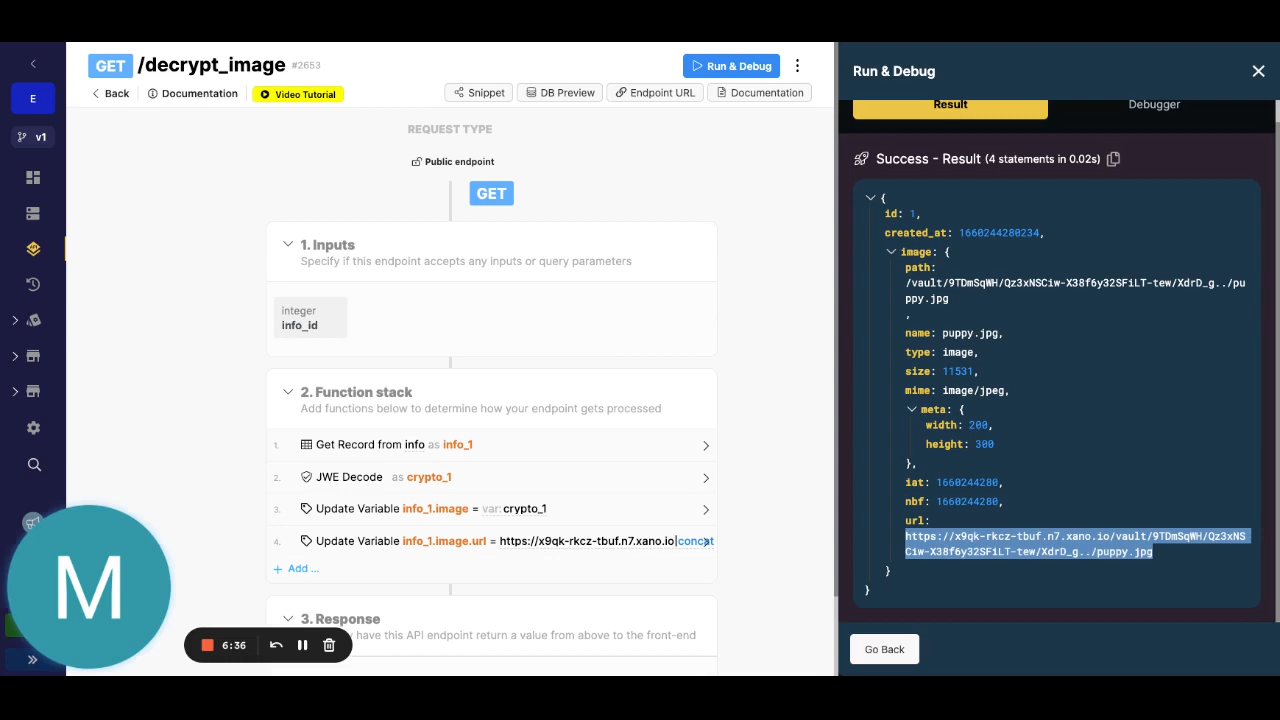 GET /decrypt_image #2653
Run & Debug
Back
Documentation
Video Tutorial
Snippet
DB Preview
Endpoint URL
Documentation
E
v1
REQUEST TYPE
Public endpoint
GET
1. Inputs
Specify if this endpoint accepts any inputs or query parameters
integer
info_id
2. Function stack
Add functions below to determine how your endpoint gets processed
1. Get Record from info as info_1
2. JWE Decode as crypto_1
3. Update Variable info_1.image = var:crypto_1
4. Update Variable info_1.image.url = https://x9qk-rkcz-tbuf.n7.xano.io|concat
+ Add ...
3. Response
have this API endpoint return a value from above to the front-end
M
6:36
Run & Debug
Result
Debugger
Success - Result (4 statements in 0.02s)
{
id: 1,
created_at: 1660244280234,
image: {
path:
/vault/9TDmSqWH/Qz3xNSCiw-X38f6y32SFiLT-tew/XdrD_g../pu
ppy.jpg
,
name: puppy.jpg,
type: image,
size: 11531,
mime: image/jpeg,
meta: {
width: 200,
height: 300
},
iat: 1660244280,
nbf: 1660244280,
url:
https://x9qk-rkcz-tbuf.n7.xano.io/vault/9TDmSqWH/Qz3xNS
Ciw-X38f6y32SFiLT-tew/XdrD_g../puppy.jpg
}
}
Go Back